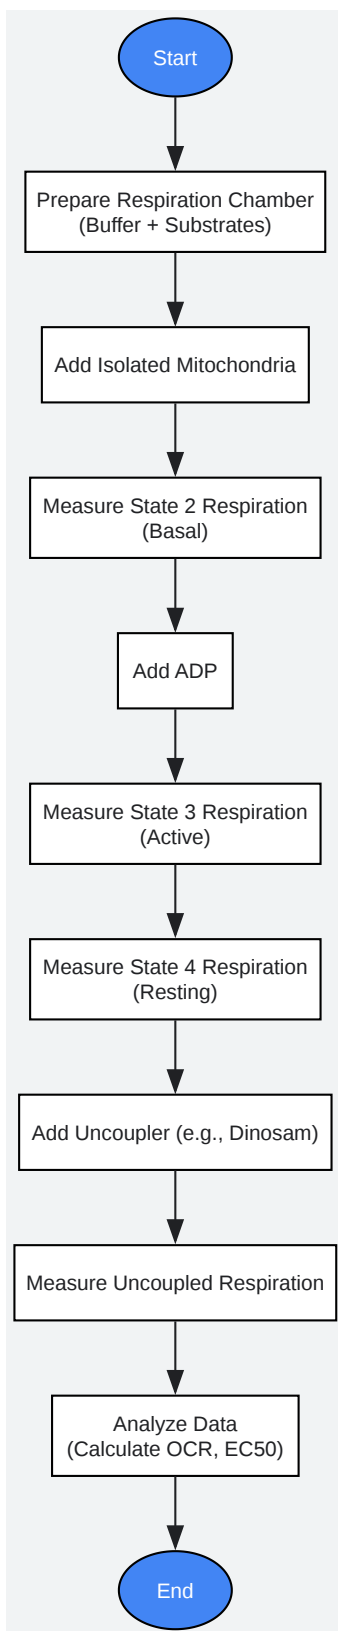 Start
Prepare Respiration Chamber
(Buffer + Substrates)
Add Isolated Mitochondria
Measure State 2 Respiration
(Basal)
Add ADP
Measure State 3 Respiration
(Active)
Measure State 4 Respiration
(Resting)
Add Uncoupler (e.g., Dinosam)
Measure Uncoupled Respiration
Analyze Data
(Calculate OCR, EC50)
End